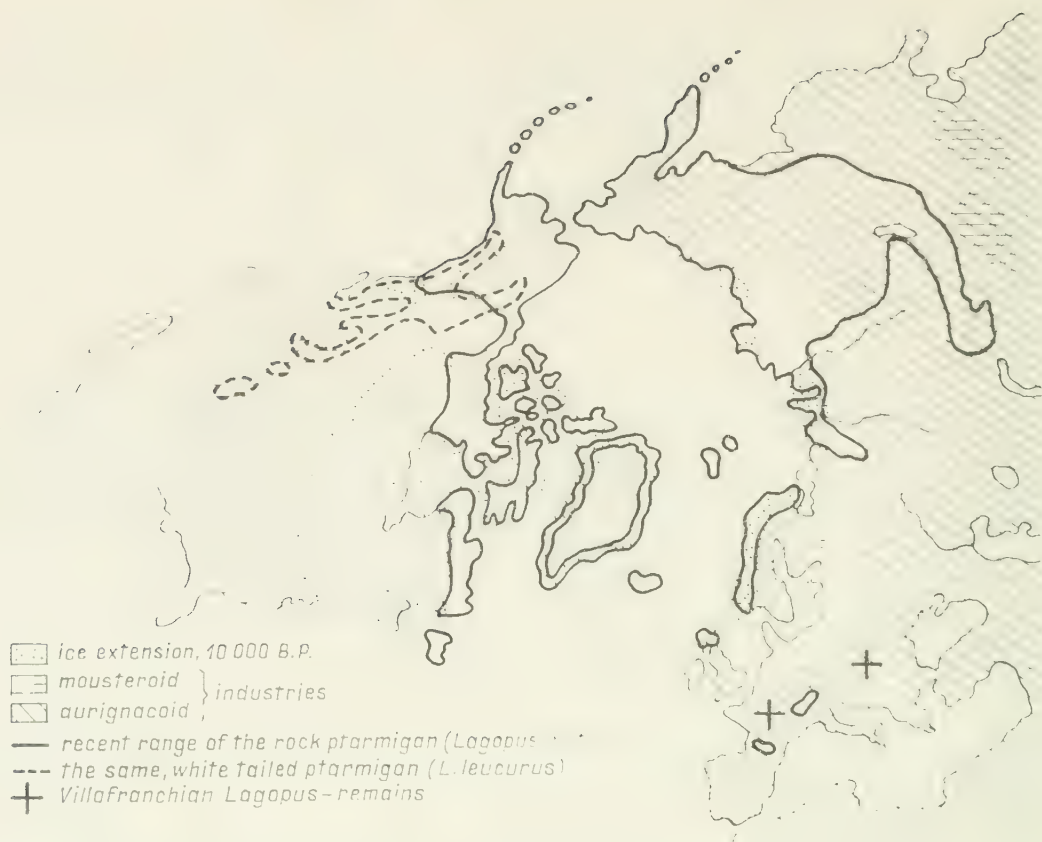 ice extension, 10 000 B.P.
mousteroid
industries
aurignacoid
recent range of the rock ptarmigan (Lagopus
the same, white tailed ptarmigan (L. leucurus)
Villafranchian Lagopus-remains